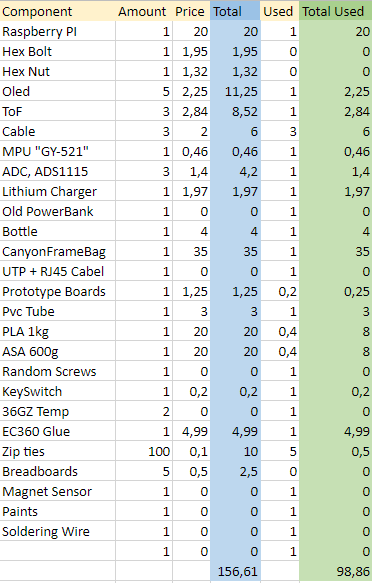 Component Amount Price Total Used Total Used
Raspberry PI 1 20 20 1 20
Hex Bolt 1 1,95 1,95 0 0
Hex Nut 1 1,32 1,32 0 0
Oled 5 2,25 11,25 1 2,25
ToF 3 2,84 8,52 1 2,84
Cable 3 2 6 3 6
MPU "GY-521" 1 0,46 0,46 1 0,46
ADC, ADS1115 3 1,4 4,2 1 1,4
Lithium Charger 1 1,97 1,97 1 1,97
Old PowerBank 1 0 0 1 0
Bottle 1 4 4 1 4
CanyonFrameBag 1 35 35 1 35
UTP + RJ45 Cabel 1 0 0 1 0
Prototype Boards 1 1,25 1,25 0,2 0,25
Pvc Tube 1 3 3 1 3
PLA 1kg 1 20 20 0,4 8
ASA 600g 1 20 20 0,4 8
Random Screws 1 0 0 1 0
KeySwitch 1 0,2 0,2 1 0,2
36GZ Temp 2 0 0 1 0
EC360 Glue 1 4,99 4,99 1 4,99
Zip ties 100 0,1 10 5 0,5
Breadboards 5 0,5 2,5 0 0
Magnet Sensor 1 0 0 1 0
Paints 1 0 0 1 0
Soldering Wire 1 0 0 1 0
1 0 0 1 0
156,61 98,86